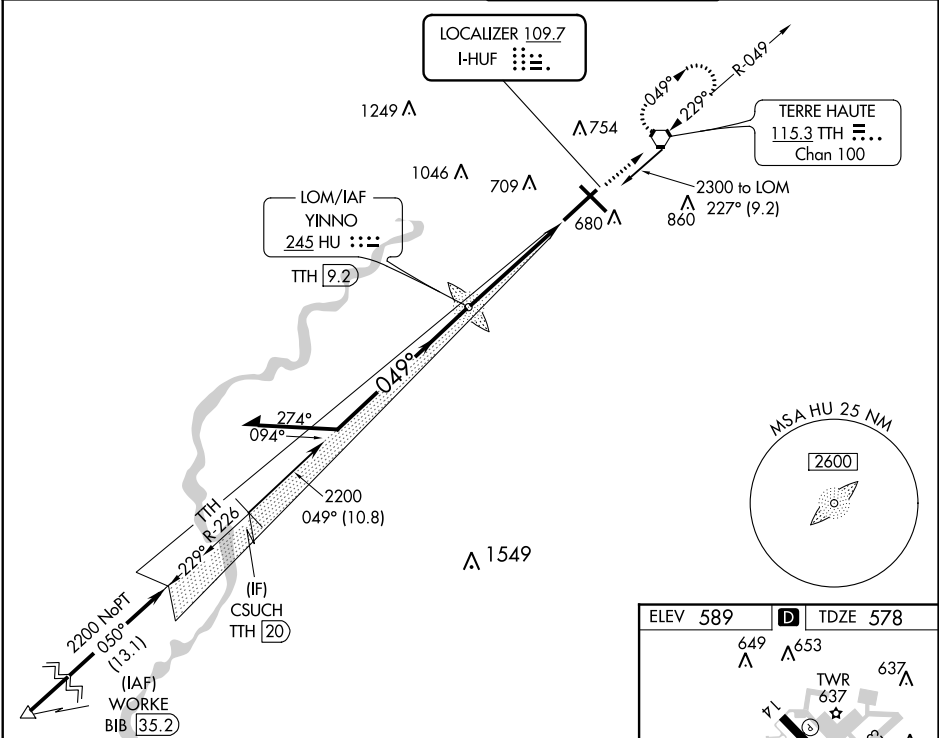 LOCALIZER 109.7
I-HUF
R-049
049°
229°
1249
754
TERRE HAUTE
115.3 TTH
Chan 100
1046
709
2300 to LOM
227° (9.2)
LOM/IAF
YINNO
245 HU
680
860
TTH 9.2
049°
274°
094°
MSA HU 25 NM
2600
2200
049° (10.8)
TTH
R-226
229°
1549
(IF)
CSUCH
TTH 20
2200 NoPT
050°
(13.1)
(IAF)
WORKE
BIB 35.2
ELEV 589 D TDZE 578
649
653
637
TWR
637
14
P